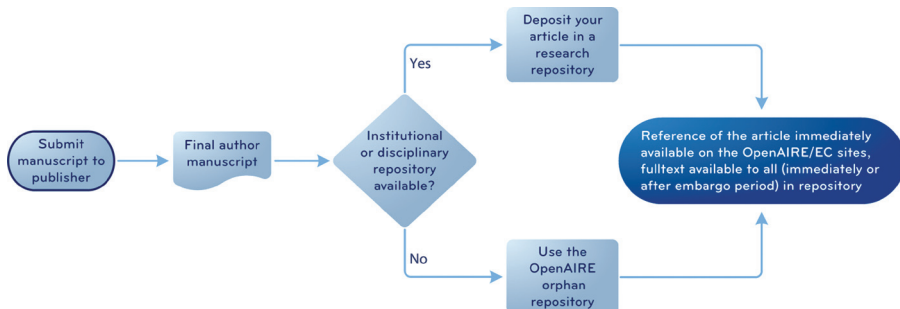 Submit
manuscript to
publisher
Final author
manuscript
Institutional
or disciplinary
repository
available?
Yes
Deposit your
article in a
research
repository
No
Use the
OpenAIRE
orphan
repository
Reference of the article immediately
available on the OpenAIRE/EC sites,
fulltext available to all (immediately or
after embargo period) in repository